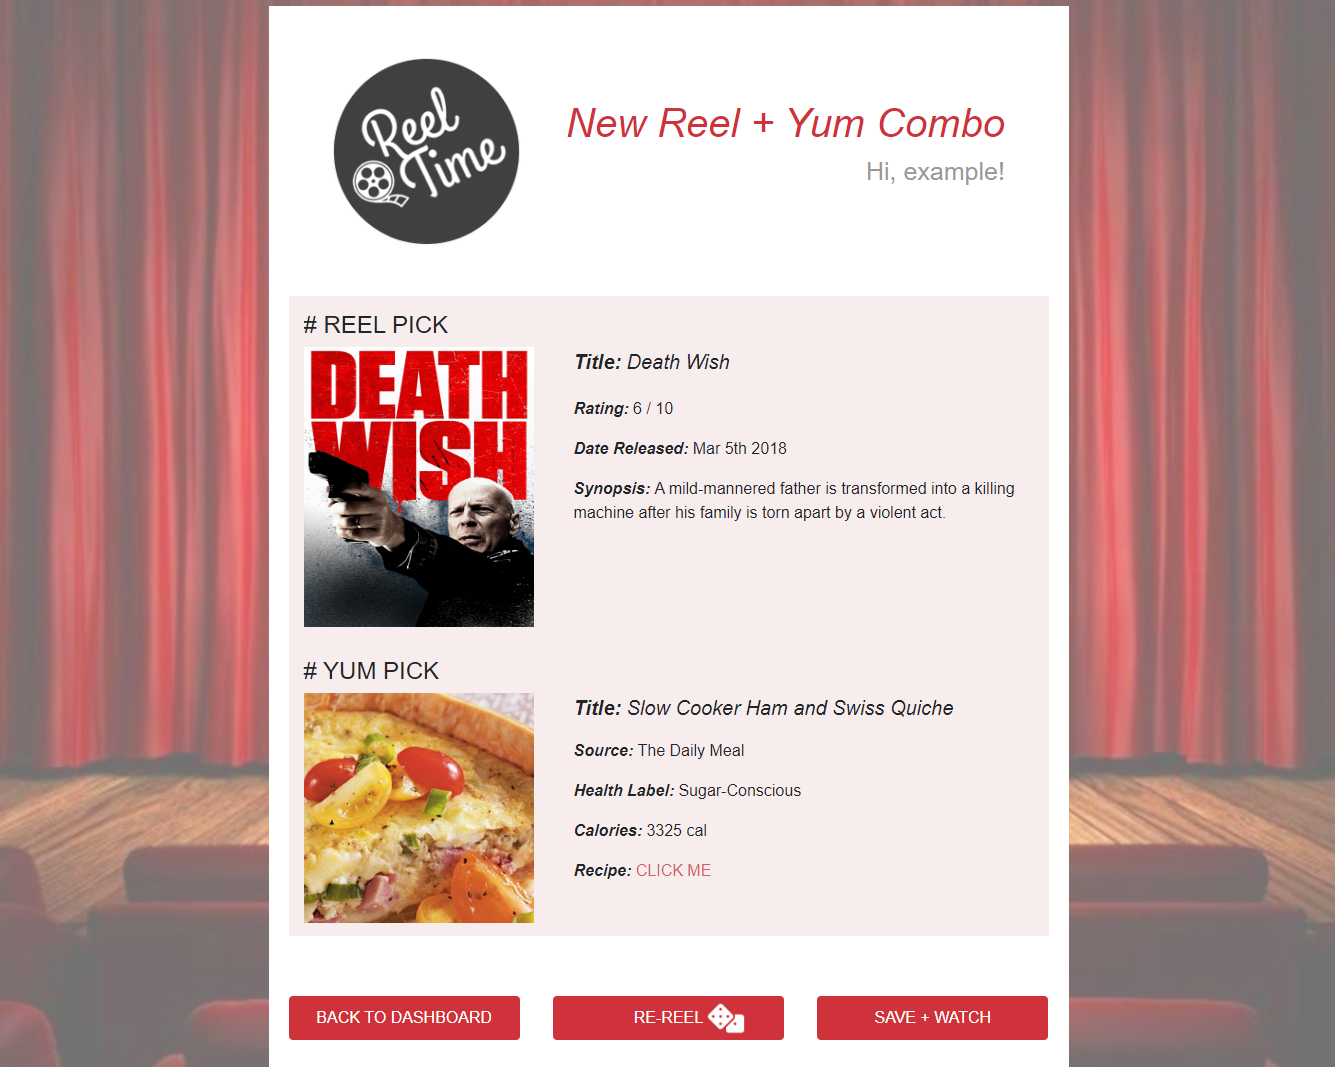 Reel
Time
New Reel + Yum Combo
Hi, example!
# REEL PICK
DEATH
WISH
Title: Death Wish
Rating: 6 / 10
Date Released: Mar 5th 2018
Synopsis: A mild-mannered father is transformed into a killing
machine after his family is torn apart by a violent act.
# YUM PICK
Title: Slow Cooker Ham and Swiss Quiche
Source: The Daily Meal
Health Label: Sugar-Conscious
Calories: 3325 cal
Recipe: CLICK ME
BACK TO DASHBOARD
RE-REEL
SAVE + WATCH